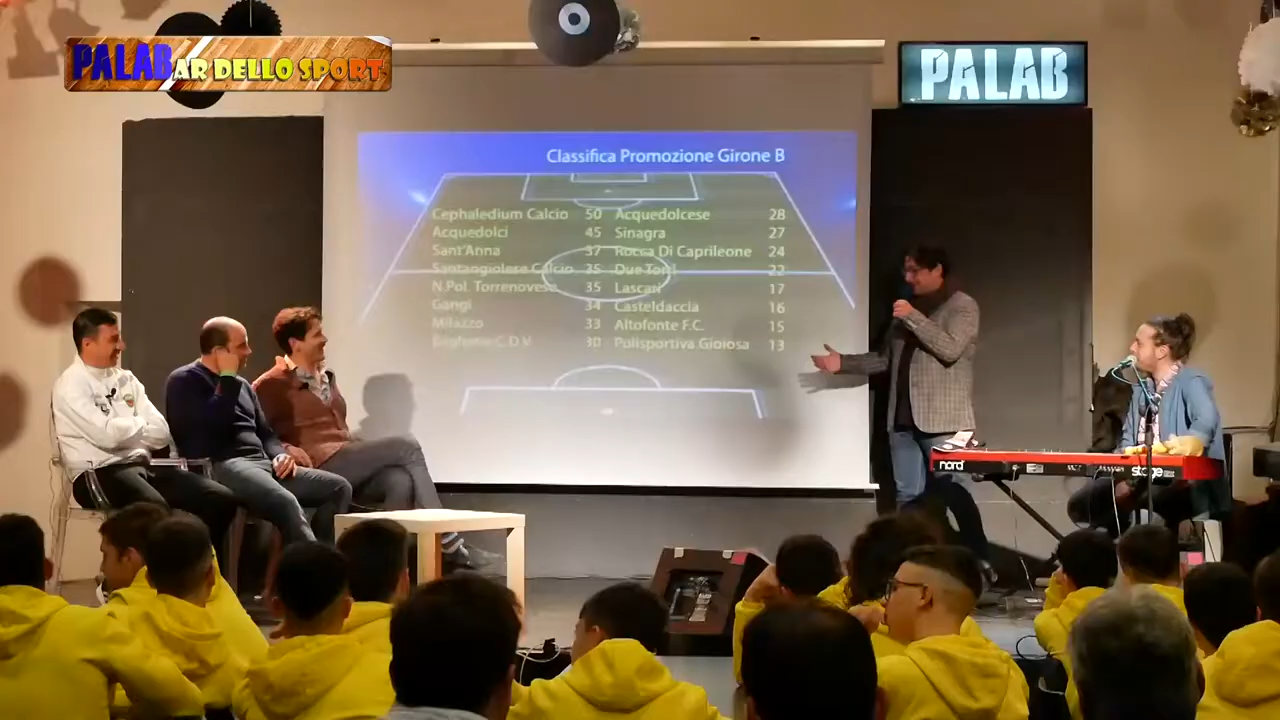 PALABAR DELLO SPORT
PALAB
Classifica Promozione Girone B
Cephaledium Calcio 50 Acquedolcese 28
Acquedolci 45 Sinagra 27
Sant'Anna 37 Rocca Di Caprileone 24
Santangiolese Calcio 35 Due Torri 22
N.Pol. Torrenovese 35 Lascari 17
Gangi 34 Casteldaccia 16
Milazzo 33 Altofonte F.C. 15
C.D.V. 30 Polisportiva Gioiosa 13
nord stage